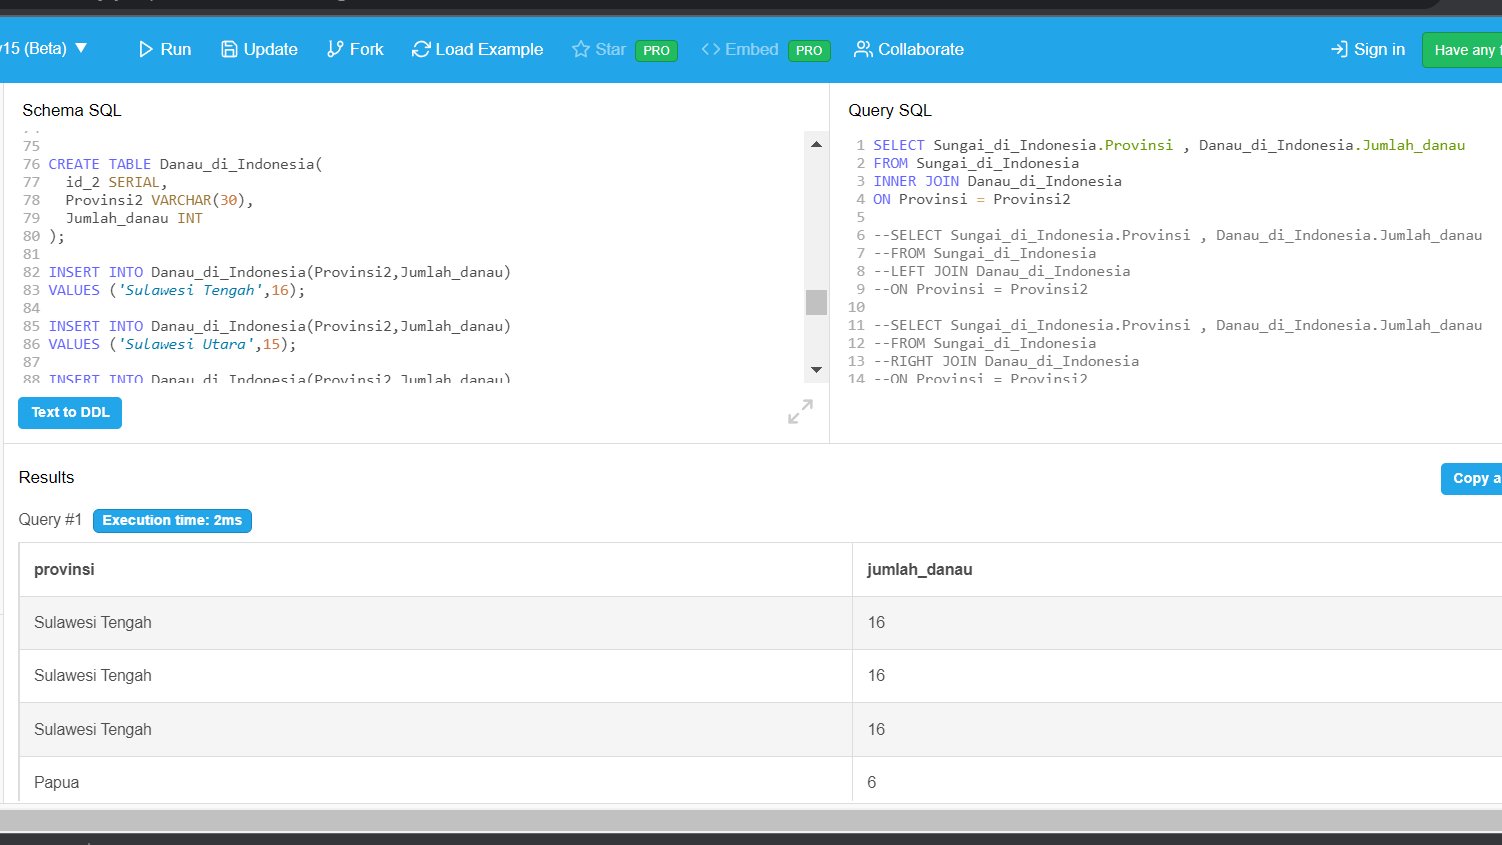 v15 (Beta) ▼ Run Update Fork Load Example Star PRO Embed PRO Collaborate Sign in Have any
Schema SQL
75
76 CREATE TABLE Danau_di_Indonesia(
77 id_2 SERIAL,
78 Provinsi2 VARCHAR(30),
79 Jumlah_danau INT
80 );
81
82 INSERT INTO Danau_di_Indonesia(Provinsi2,Jumlah_danau)
83 VALUES ('Sulawesi Tengah',16);
84
85 INSERT INTO Danau_di_Indonesia(Provinsi2,Jumlah_danau)
86 VALUES ('Sulawesi Utara',15);
87
88 INSERT INTO Danau_di_Indonesia(Provinsi2,Jumlah_danau)
Text to DDL
Query SQL
1 SELECT Sungai_di_Indonesia.Provinsi , Danau_di_Indonesia.Jumlah_danau
2 FROM Sungai_di_Indonesia
3 INNER JOIN Danau_di_Indonesia
4 ON Provinsi = Provinsi2
5
6 --SELECT Sungai_di_Indonesia.Provinsi , Danau_di_Indonesia.Jumlah_danau
7 --FROM Sungai_di_Indonesia
8 --LEFT JOIN Danau_di_Indonesia
9 --ON Provinsi = Provinsi2
10
11 --SELECT Sungai_di_Indonesia.Provinsi , Danau_di_Indonesia.Jumlah_danau
12 --FROM Sungai_di_Indonesia
13 --RIGHT JOIN Danau_di_Indonesia
14 --ON Provinsi = Provinsi2
Results
Copy a
Query #1 Execution time: 2ms
provinsi jumlah_danau
Sulawesi Tengah 16
Sulawesi Tengah 16
Sulawesi Tengah 16
Papua 6